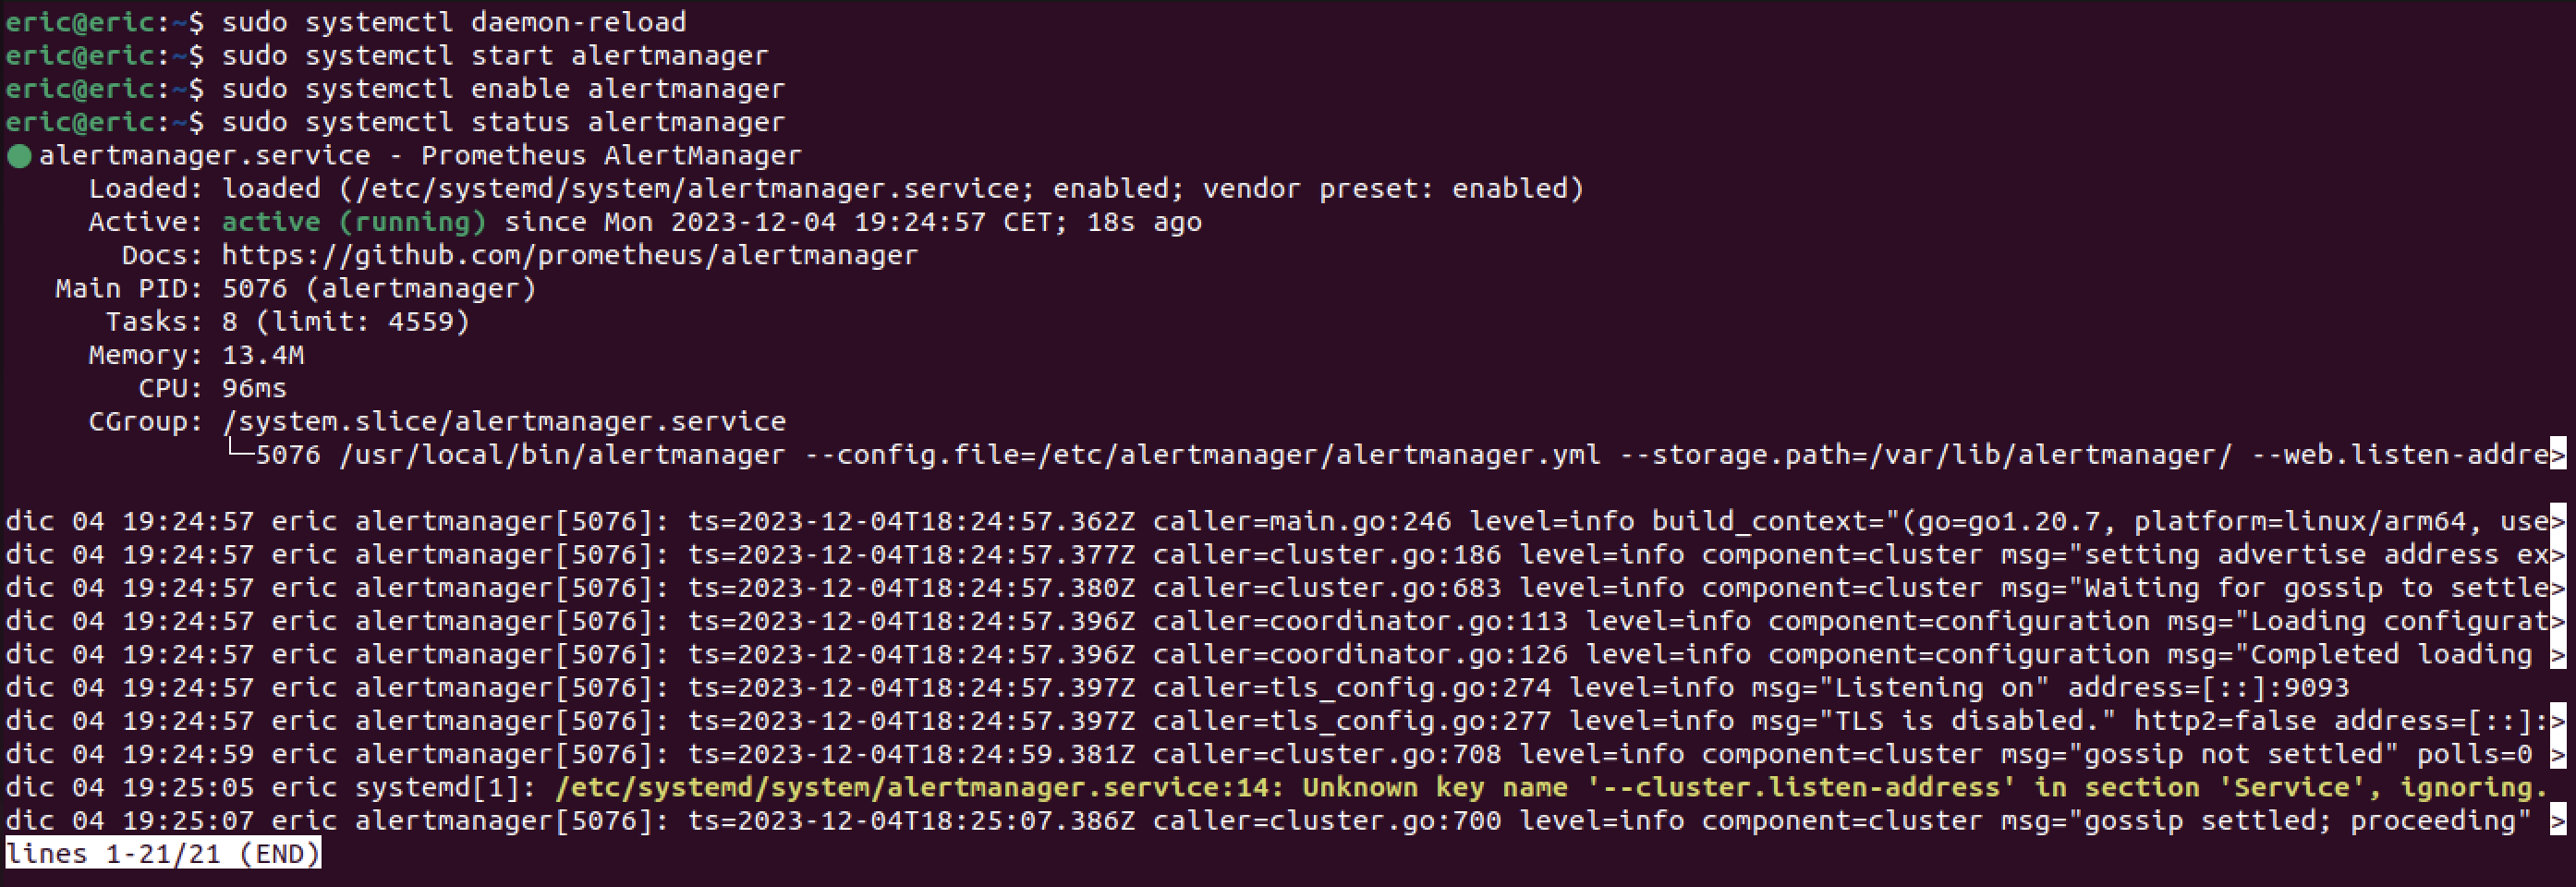 eric@eric:~$ sudo systemctl daemon-reload
eric@eric:~$ sudo systemctl start alertmanager
eric@eric:~$ sudo systemctl enable alertmanager
eric@eric:~$ sudo systemctl status alertmanager
● alertmanager.service - Prometheus AlertManager
     Loaded: loaded (/etc/systemd/system/alertmanager.service; enabled; vendor preset: enabled)
     Active: active (running) since Mon 2023-12-04 19:24:57 CET; 18s ago
       Docs: https://github.com/prometheus/alertmanager
   Main PID: 5076 (alertmanager)
      Tasks: 8 (limit: 4559)
     Memory: 13.4M
        CPU: 96ms
     CGroup: /system.slice/alertmanager.service
             └─5076 /usr/local/bin/alertmanager --config.file=/etc/alertmanager/alertmanager.yml --storage.path=/var/lib/alertmanager/ --web.listen-addre>
dic 04 19:24:57 eric alertmanager[5076]: ts=2023-12-04T18:24:57.362Z caller=main.go:246 level=info build_context="(go=go1.20.7, platform=linux/arm64, use>
dic 04 19:24:57 eric alertmanager[5076]: ts=2023-12-04T18:24:57.377Z caller=cluster.go:186 level=info component=cluster msg="setting advertise address ex>
dic 04 19:24:57 eric alertmanager[5076]: ts=2023-12-04T18:24:57.380Z caller=cluster.go:683 level=info component=cluster msg="Waiting for gossip to settle>
dic 04 19:24:57 eric alertmanager[5076]: ts=2023-12-04T18:24:57.396Z caller=coordinator.go:113 level=info component=configuration msg="Loading configurat>
dic 04 19:24:57 eric alertmanager[5076]: ts=2023-12-04T18:24:57.396Z caller=coordinator.go:126 level=info component=configuration msg="Completed loading >
dic 04 19:24:57 eric alertmanager[5076]: ts=2023-12-04T18:24:57.397Z caller=tls_config.go:274 level=info msg="Listening on" address=[::]:9093
dic 04 19:24:57 eric alertmanager[5076]: ts=2023-12-04T18:24:57.397Z caller=tls_config.go:277 level=info msg="TLS is disabled." http2=false address=[::]:>
dic 04 19:24:59 eric alertmanager[5076]: ts=2023-12-04T18:24:59.381Z caller=cluster.go:708 level=info component=cluster msg="gossip not settled" polls=0 >
dic 04 19:25:05 eric systemd[1]: /etc/systemd/system/alertmanager.service:14: Unknown key name '--cluster.listen-address' in section 'Service', ignoring.
dic 04 19:25:07 eric alertmanager[5076]: ts=2023-12-04T18:25:07.386Z caller=cluster.go:700 level=info component=cluster msg="gossip settled; proceeding" >
lines 1-21/21 (END)